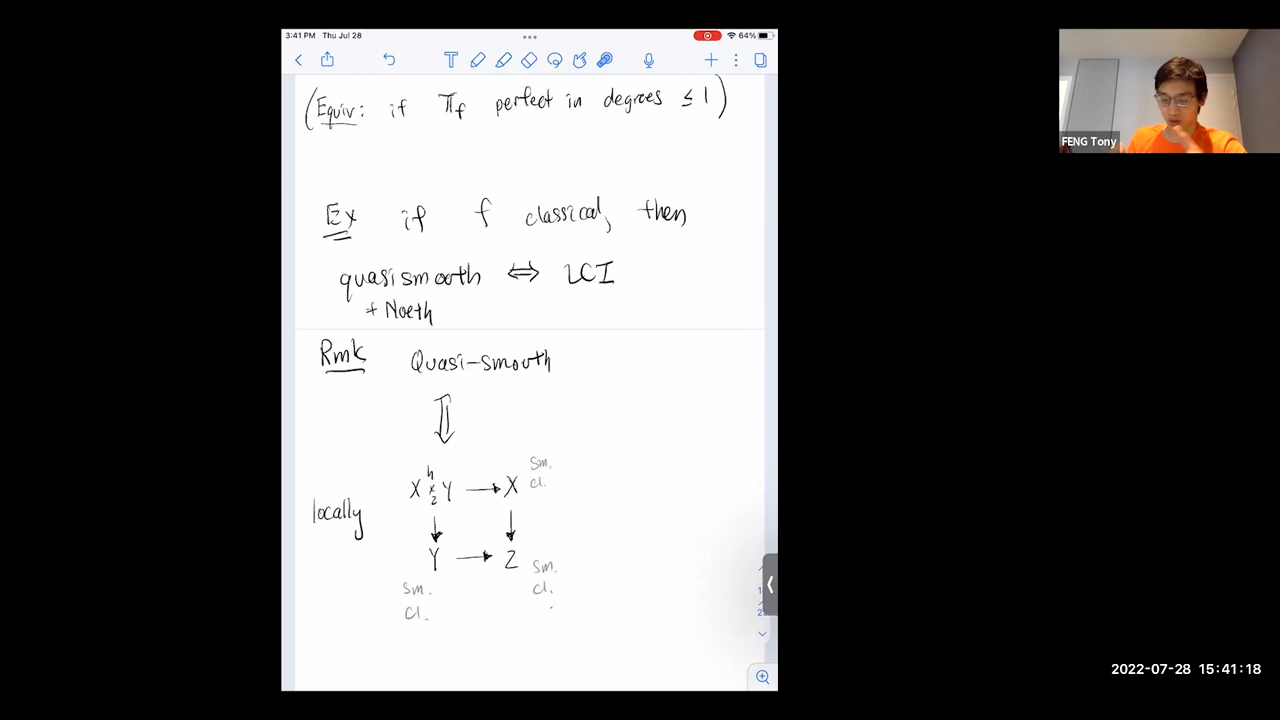 3:41 PM Thu Jul 28
64%
(Equiv: if 𝕋f perfect in degrees ≤ 1)
Ex if f classical, then
quasismooth ⇔ LCI
+ Noeth
Rmk Quasi-smooth
⇕
sm.
X ×ʰ_Z Y → X cl.
locally
↓ ↓
Y → Z sm.
sm. cl.
cl.
FENG Tony
2022-07-28 15:41:18